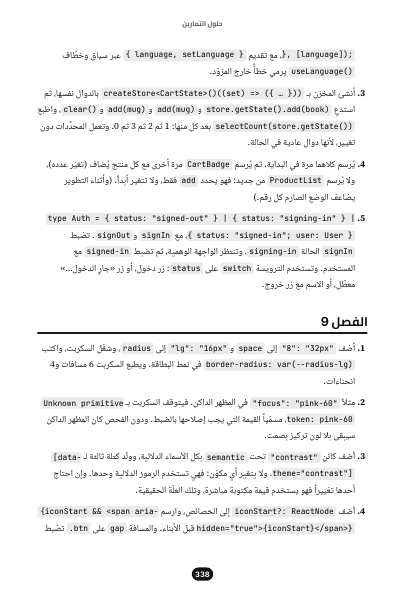 حلول التمارين
}, [language]);، مع تقديم { language, setLanguage } عبر سياق وخطّاف
useLanguage() يرمي خطأً خارج المزوّد.
3. أنشئ المخزن بـ createStore<CartState>()((set) => ({ … })) بالدوال نفسها، ثم
استدعِ store.getState().add(book) و add(mug) و add(mug) و clear()، واطبع
selectCount(store.getState()) بعد كل منها: 1 ثم 2 ثم 3 ثم 0. وتعمل المحدِّدات دون
تغيير، لأنها دوال عادية في الحالة.
4. يُرسم كلاهما مرة في البداية. ثم يُرسم CartBadge مرة أخرى مع كل منتج يُضاف (تغيّر عدده)،
ولا يُرسم ProductList من جديد: فهو يحدد add فقط، ولا تتغير أبداً. (وأثناء التطوير
يضاعف الوضع الصارم كل رقم.)
5. type Auth = { status: "signed-out" } | { status: "signing-in" } |
{ status: "signed-in"; user: User }، مع signIn و signOut. تضبط
signIn الحالة signing-in، وتنتظر الواجهة الوهمية، ثم تضبط signed-in مع
المستخدم. وتستخدم الترويسة switch على status: زر دخول، أو زر «جارٍ الدخول…»
معطّل، أو الاسم مع زر خروج.
الفصل 9
1. أضف "8": "32px" إلى space و "lg": "16px" إلى radius، وشغّل السكربت، واكتب
border-radius: var(--radius-lg) في نمط البطاقة. ويطبع السكربت 6 مسافات و4
انحناءات.
2. مثلاً "focus": "pink-60" في المظهر الداكن. فيتوقف السكربت بـ Unknown primitive
token: pink-60، مسمّياً القيمة التي يجب إصلاحها بالضبط. ودون الفحص كان المظهر الداكن
سيبقى بلا لون تركيز بصمت.
3. أضف كائن "contrast" تحت semantic بكل الأسماء الدلالية، وولّد كتلة ثالثة لـ [data-
theme="contrast"]. ولا يتغير أي مكوّن: فهي تستخدم الرموز الدلالية وحدها. وإن احتاج
أحدها تغييراً فهو يستخدم قيمة مكتوبة مباشرة، وتلك العلّة الحقيقية.
4. أضف iconStart?: ReactNode إلى الخصائص، وارسم {iconStart && <span aria-
hidden="true">{iconStart}</span>} قبل الأبناء. والمسافة gap على .btn، تضبط
338